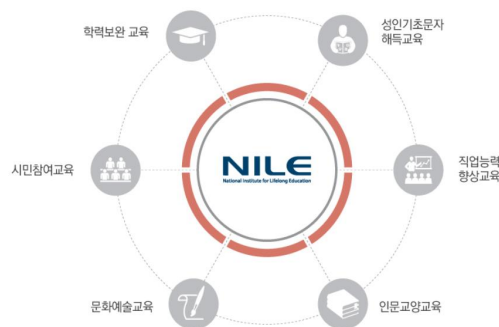 학력보완 교육
성인기초문자
해득교육
시민참여교육
NILE
National Institute for Lifelong Education
직업능력
향상교육
문화예술교육
인문교양교육